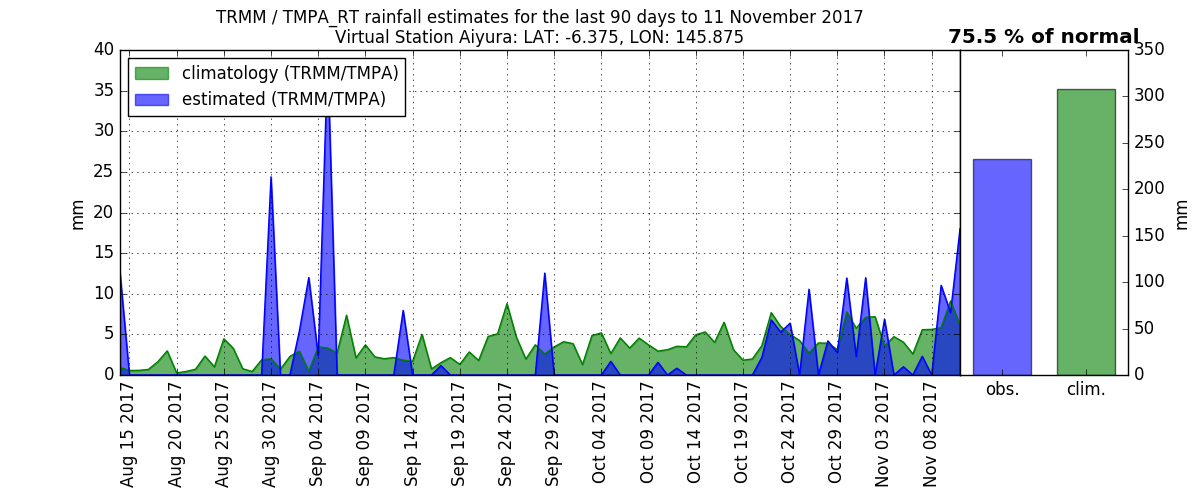 TRMM / TMPA_RT rainfall estimates for the last 90 days to 11 November 2017
Virtual Station Aiyura: LAT: -6.375, LON: 145.875
75.5 % of normal
climatology (TRMM/TMPA)
estimated (TRMM/TMPA)
mm
40
35
30
25
20
15
10
5
0
Aug 15 2017
Aug 20 2017
Aug 25 2017
Aug 30 2017
Sep 04 2017
Sep 09 2017
Sep 14 2017
Sep 19 2017
Sep 24 2017
Sep 29 2017
Oct 04 2017
Oct 09 2017
Oct 14 2017
Oct 19 2017
Oct 24 2017
Oct 29 2017
Nov 03 2017
Nov 08 2017
obs.
clim.
350
300
250
200
150
100
50
0
mm